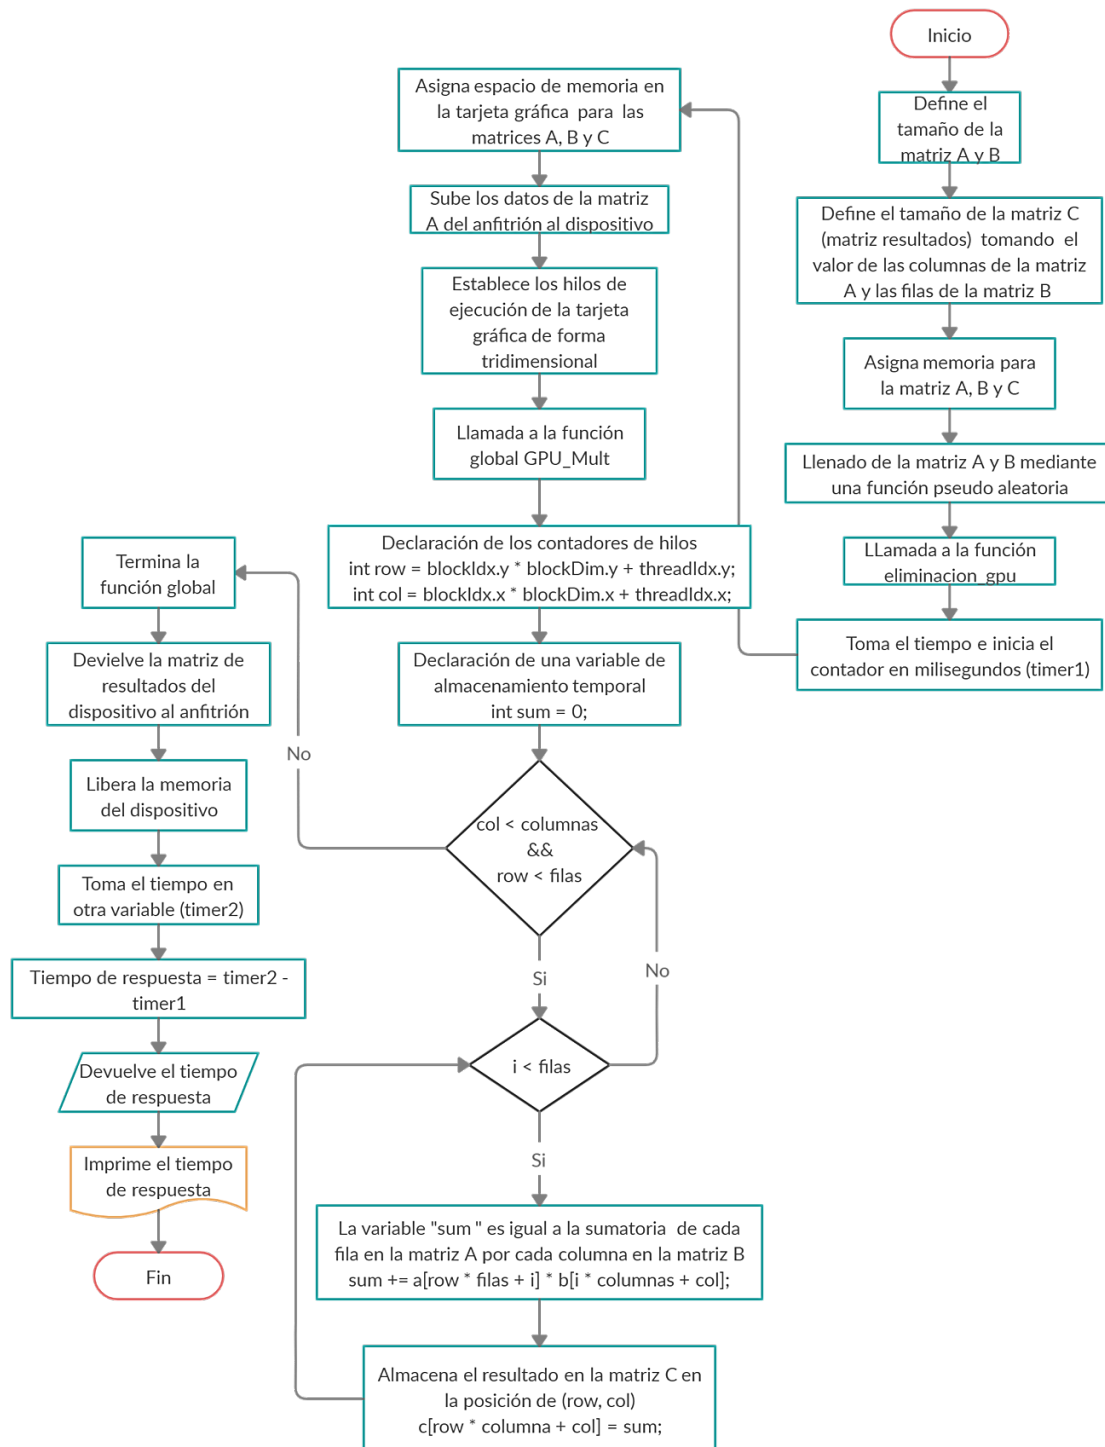 Inicio
Define el
tamaño de la
matriz A y B
Define el tamaño de la matriz C
(matriz resultados) tomando el
valor de las columnas de la matriz
A y las filas de la matriz B
Asigna memoria para
la matriz A, B y C
Llenado de la matriz A y B mediante
una función pseudo aleatoria
LLamada a la función
eliminacion_gpu
Toma el tiempo e inicia el
contador en milisegundos (timer1)
Asigna espacio de memoria en
la tarjeta gráfica para las
matrices A, B y C
Sube los datos de la matriz
A del anfitrión al dispositivo
Establece los hilos de
ejecución de la tarjeta
gráfica de forma
tridimensional
Llamada a la función
global GPU_Mult
Declaración de los contadores de hilos
int row = blockIdx.y * blockDim.y + threadIdx.y;
int col = blockIdx.x * blockDim.x + threadIdx.x;
Declaración de una variable de
almacenamiento temporal
int sum = 0;
col < columnas
&&
row < filas
No
Si
i < filas
No
Si
La variable "sum " es igual a la sumatoria de cada
fila en la matriz A por cada columna en la matriz B
sum += a[row * filas + i] * b[i * columnas + col];
Almacena el resultado en la matriz C en
la posición de (row, col)
c[row * columna + col] = sum;
Termina la
función global
Devielve la matriz de
resultados del
dispositivo al anfitrión
Libera la memoria
del dispositivo
Toma el tiempo en
otra variable (timer2)
Tiempo de respuesta = timer2 -
timer1
Devuelve el tiempo
de respuesta
Imprime el tiempo
de respuesta
Fin